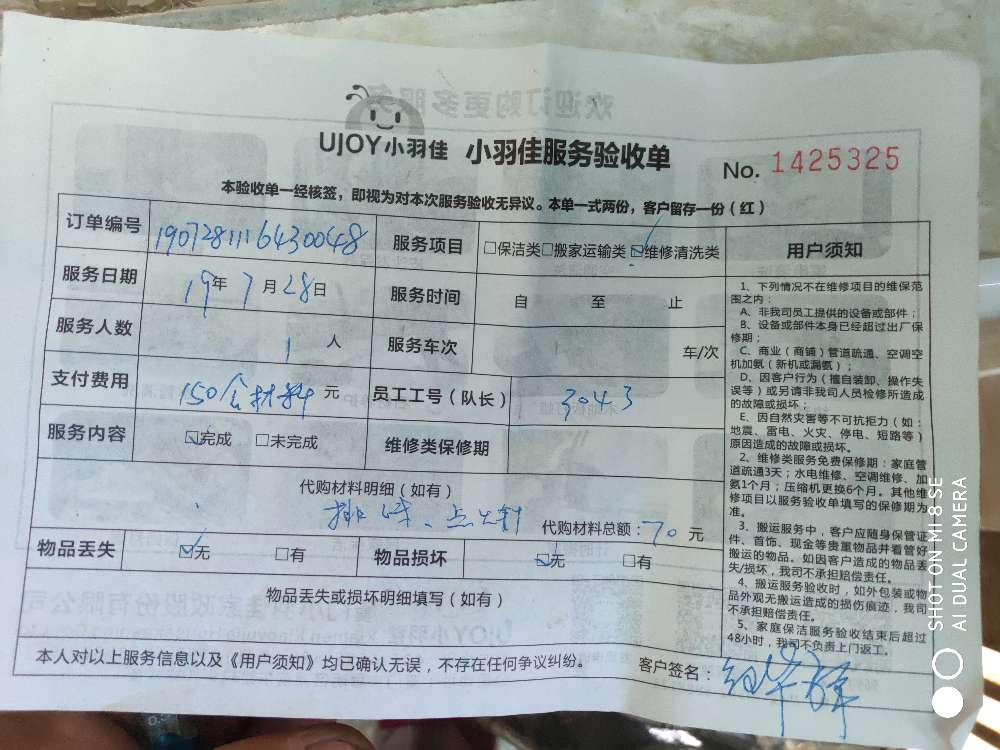 UJOY小羽佳 小羽佳服务验收单 No. 1425325
本验收单一经核签，即视为对本次服务验收无异议。本单一式两份，客户留存一份（红）
订单编号 1907281116430048 服务项目 □保洁类□搬家运输类☑维修清洗类
服务日期 19年7月28日 服务时间 自 至 止
服务人数 1 人 服务车次 车/次
支付费用 150含材料 元 员工工号（队长） 3043
服务内容 ☑完成 □未完成 维修类保修期
代购材料明细（如有）
点火针 代购材料总额：70 元
物品丢失 ☑无 □有 物品损坏 ☑无 □有
物品丢失或损坏明细填写（如有）
本人对以上服务信息以及《用户须知》均已确认无误，不存在任何争议纠纷。 客户签名：
用户须知
1、下列情况不在维修项目的维保范
围之内：
A、非我司员工提供的设备或部件；
B、设备或部件本身已经超过出厂保
修期；
C、商业（商铺）管道疏通、空调空
机加氨（新机或漏氨）；
D、因客户行为（擅自装卸、操作失
误等）或另请非我司人员检修所造成
的故障或损坏；
E、因自然灾害等不可抗拒力（如：
地震、雷电、火灾、停电、短路等）
原因造成的故障或损坏。
2、维修类服务免费保修期：家庭管
道疏通3天；水电维修、空调维修、加
氨1个月；压缩机更换6个月。其他维
修项目以服务验收单填写的保修期为
准。
3、搬运服务中，客户应随身保管证
件、首饰、现金等贵重物品并看管好
搬运的物品。如因客户造成的物品丢
失/损坏，我司不承担赔偿责任。
4、搬运服务验收时，如外包装或物
品外观无搬运造成的损伤痕迹，我司
不承担赔偿责任。
5、家庭保洁服务验收结束后超过
48小时，我司不负责上门返工。
SHOT ON MI 8 SE
AI DUAL CAMERA